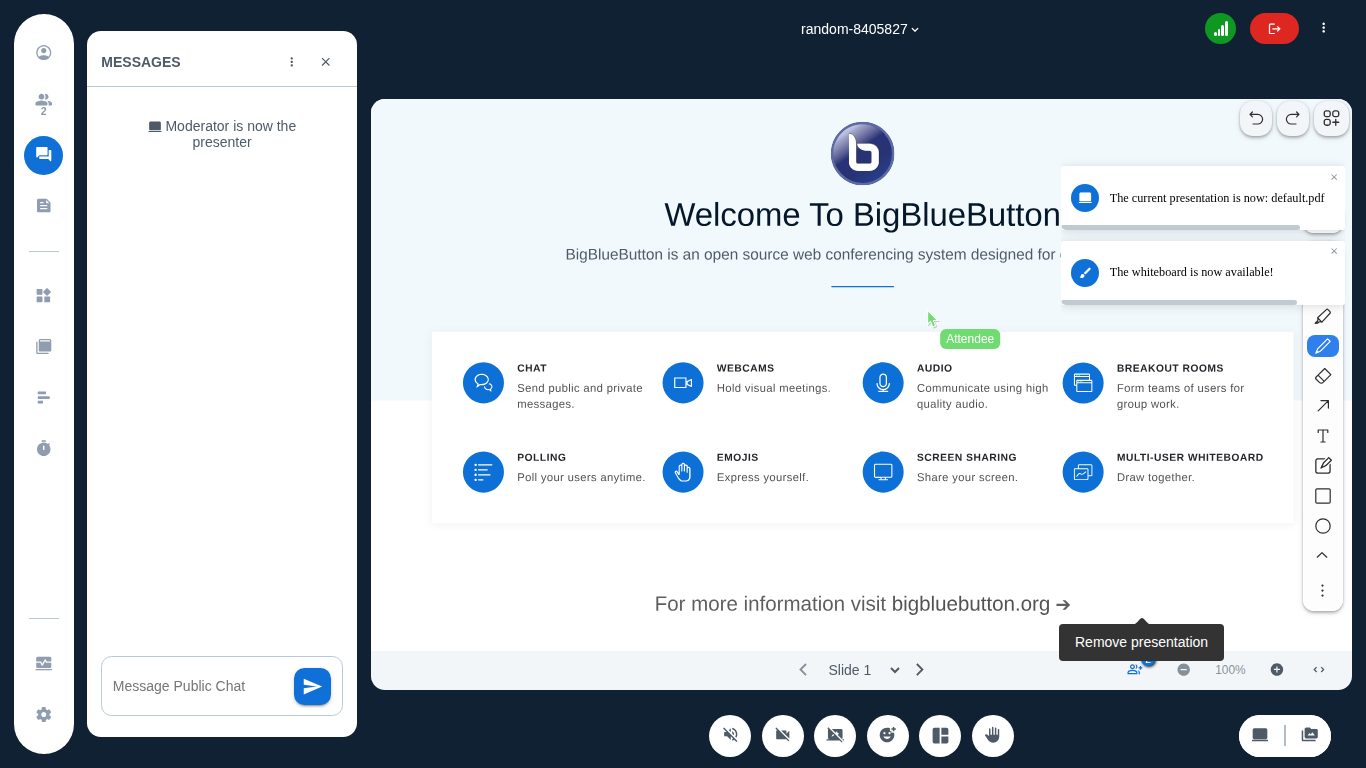 random-8405827
MESSAGES
2
Moderator is now the
presenter
Message Public Chat
Welcome To BigBlueButton
BigBlueButton is an open source web conferencing system designed for
The current presentation is now: default.pdf
The whiteboard is now available!
Attendee
CHAT
Send public and private
messages.
WEBCAMS
Hold visual meetings.
AUDIO
Communicate using high
quality audio.
BREAKOUT ROOMS
Form teams of users for
group work.
POLLING
Poll your users anytime.
EMOJIS
Express yourself.
SCREEN SHARING
Share your screen.
MULTI-USER WHITEBOARD
Draw together.
For more information visit bigbluebutton.org ➔
Remove presentation
Slide 1
100%